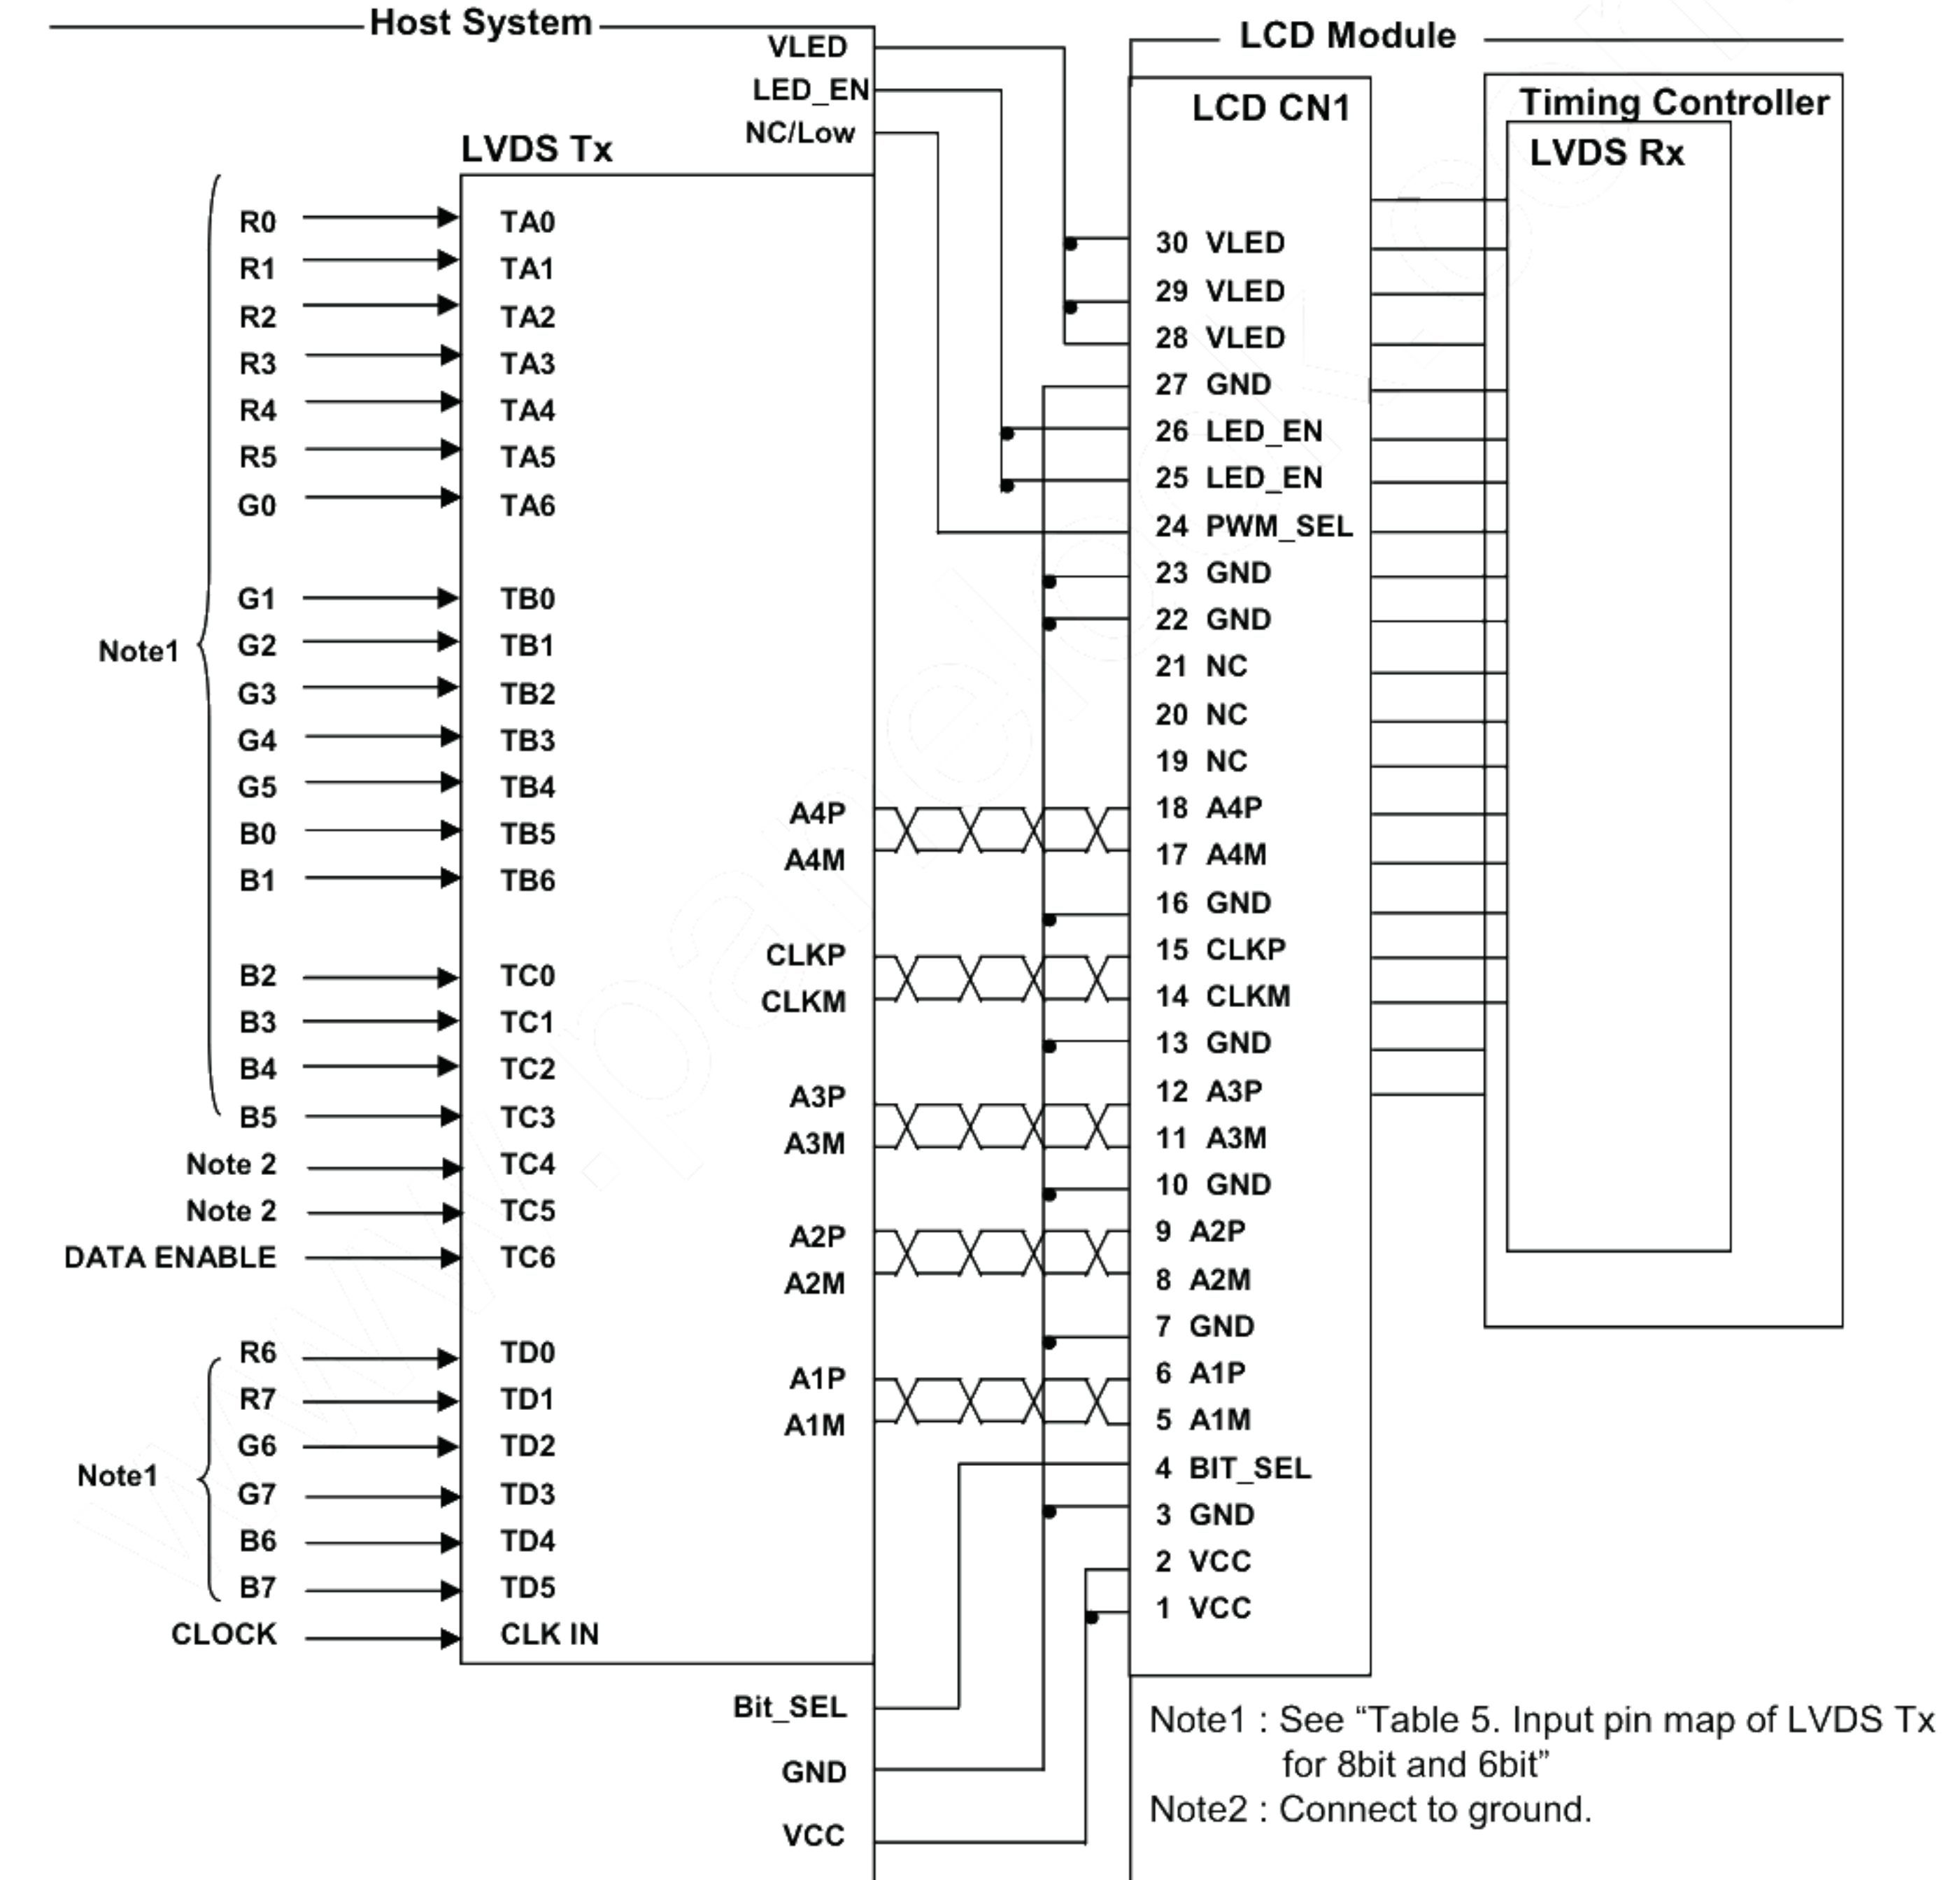 Host System
VLED
LED_EN
NC/Low
LVDS Tx
R0 TA0
R1 TA1
R2 TA2
R3 TA3
R4 TA4
R5 TA5
G0 TA6
G1 TB0
G2 TB1
Note1
G3 TB2
G4 TB3
G5 TB4
B0 TB5
B1 TB6
B2 TC0
B3 TC1
B4 TC2
B5 TC3
Note 2 TC4
Note 2 TC5
DATA ENABLE TC6
R6 TD0
R7 TD1
G6 TD2
Note1
G7 TD3
B6 TD4
B7 TD5
CLOCK CLK IN
A4P
A4M
CLKP
CLKM
A3P
A3M
A2P
A2M
A1P
A1M
Bit_SEL
GND
VCC
LCD Module
LCD CN1
30 VLED
29 VLED
28 VLED
27 GND
26 LED_EN
25 LED_EN
24 PWM_SEL
23 GND
22 GND
21 NC
20 NC
19 NC
18 A4P
17 A4M
16 GND
15 CLKP
14 CLKM
13 GND
12 A3P
11 A3M
10 GND
9 A2P
8 A2M
7 GND
6 A1P
5 A1M
4 BIT_SEL
3 GND
2 VCC
1 VCC
Timing Controller
LVDS Rx
Note1 : See “Table 5. Input pin map of LVDS Tx
for 8bit and 6bit”
Note2 : Connect to ground.